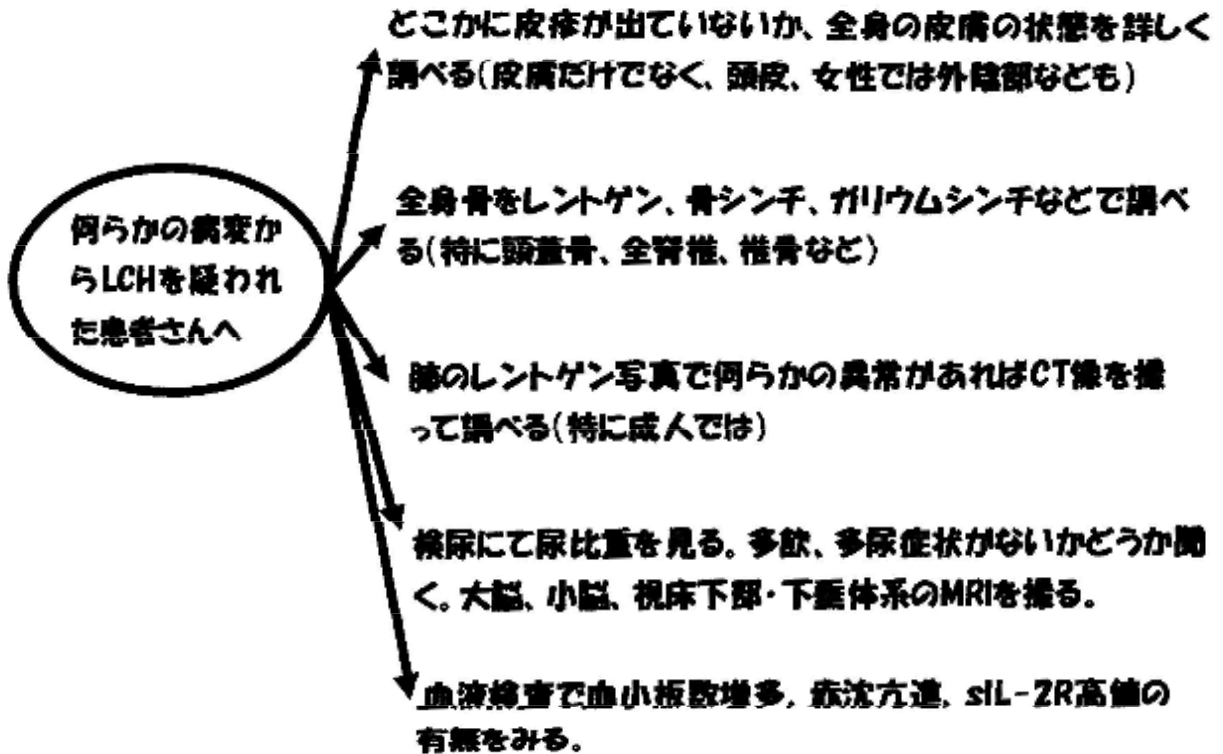 どこかに皮疹が出ていないか、全身の皮膚の状態を詳しく
調べる(皮膚だけでなく、頭皮、女性では外陰部なども)
何らかの病変か
らLCHを疑われ
た患者さんへ
全身骨をレントゲン、骨シンチ、ガリウムシンチなどで調べ
る(特に頭蓋骨、全脊椎、椎骨など)
肺のレントゲン写真で何らかの異常があればCT像を撮
って調べる(特に成人では)
検尿にて尿比重を見る。多飲、多尿症状がないかどうか聞
く。大脳、小脳、視床下部・下垂体系のMRIを撮る。
血液検査で血小板数増多、赤沈亢進、sIL-2R高値の
有無をみる。